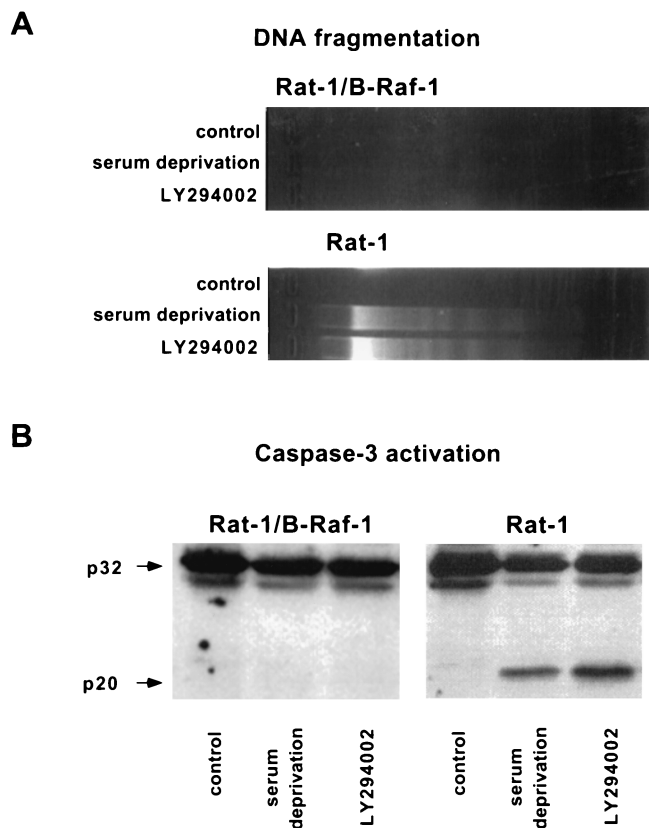 A
DNA fragmentation
Rat-1/B-Raf-1
control
serum deprivation
LY294002
Rat-1
control
serum deprivation
LY294002
B
Caspase-3 activation
Rat-1/B-Raf-1
Rat-1
p32
p20
control
serum
deprivation
LY294002
control
serum
deprivation
LY294002